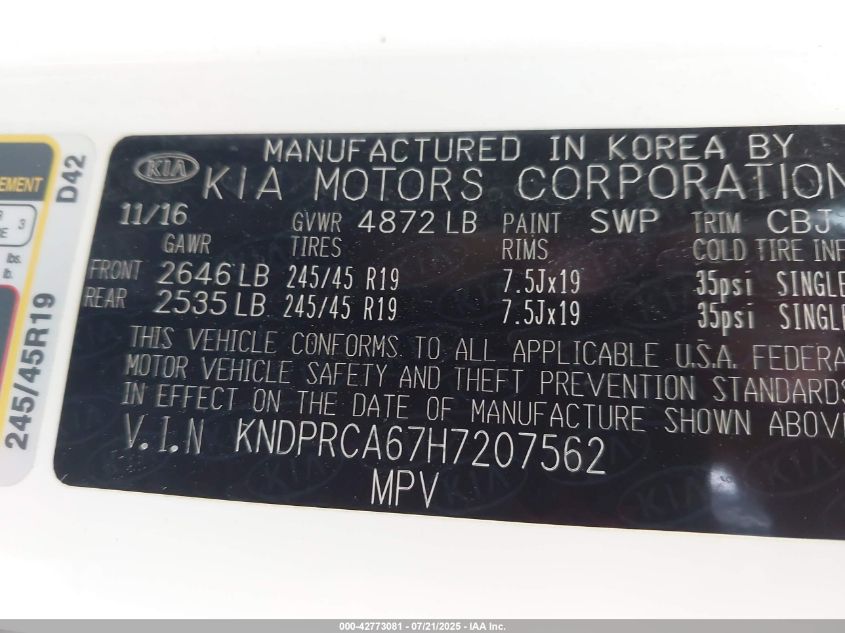 EMENT
D42
E 3
lbs.
lb.
245/45R19
KIA
MANUFACTURED IN KOREA BY
KIA MOTORS CORPORATION
11/16 GVWR 4872 LB PAINT SWP TRIM CBJ
GAWR TIRES RIMS COLD TIRE INF
FRONT 2646 LB 245/45 R19 7.5Jx19 35psi SINGLE
REAR 2535 LB 245/45 R19 7.5Jx19 35psi SINGLE
THIS VEHICLE CONFORMS TO ALL APPLICABLE U.S.A. FEDERA
MOTOR VEHICLE SAFETY AND THEFT PREVENTION STANDARDS
IN EFFECT ON THE DATE OF MANUFACTURE SHOWN ABOV
V.I.N KNDPRCA67H7207562
MPV
000-42773081 - 07/21/2025 - IAA Inc.